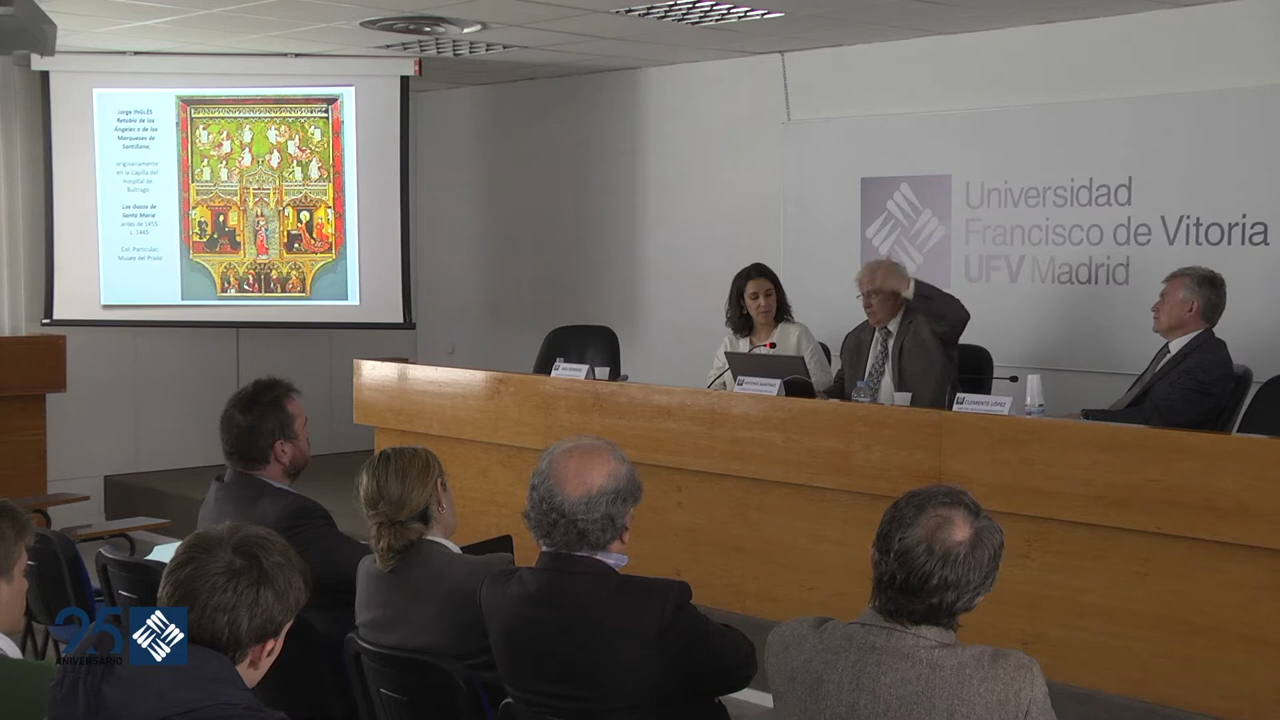 Jorge INGLÉS
Retablo de los
Ángeles o de los
Marqueses de
Santillana,
originariamente
en la Capilla del
Hospital de
Buitrago
Los Gozos de
Santa María
antes de 1455
c. 1445
Col. Particular,
Museo del Prado
Universidad
Francisco de Vitoria
UFV Madrid
ANTONIO MARTÍNEZ
CLEMENTE LÓPEZ
25
ANIVERSARIO